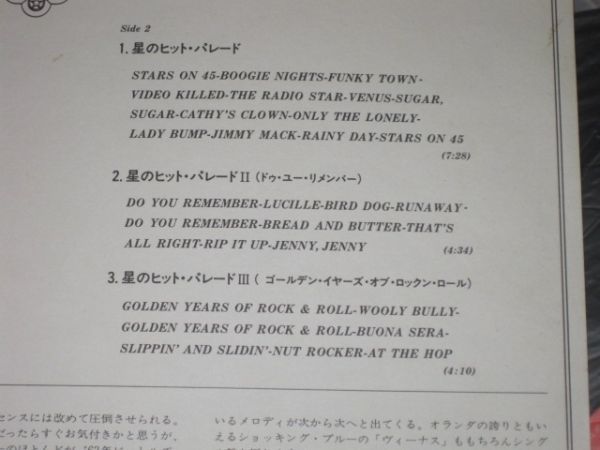 Side 2
1. 星のヒット・パレード
STARS ON 45-BOOGIE NIGHTS-FUNKY TOWN-
VIDEO KILLED-THE RADIO STAR-VENUS-SUGAR,
SUGAR-CATHY'S CLOWN-ONLY THE LONELY-
LADY BUMP-JIMMY MACK-RAINY DAY-STARS ON 45
(7:28)
2. 星のヒット・パレードII (ドゥ・ユー・リメンバー)
DO YOU REMEMBER-LUCILLE-BIRD DOG-RUNAWAY-
DO YOU REMEMBER-BREAD AND BUTTER-THAT'S
ALL RIGHT-RIP IT UP-JENNY, JENNY
(4:34)
3. 星のヒット・パレードIII ( ゴールデン・イヤーズ・オブ・ロックン・ロール)
GOLDEN YEARS OF ROCK & ROLL-WOOLY BULLY-
GOLDEN YEARS OF ROCK & ROLL-BUONA SERA-
SLIPPIN' AND SLIDIN'-NUT ROCKER-AT THE HOP
(4:10)
センスには改めて圧倒させられる。
だったらすぐお気付きかと思うが、
いるメロディが次から次へと出てくる。オランダの誇りともい
えるショッキング・ブルーの「ヴィーナス」ももちろんシング